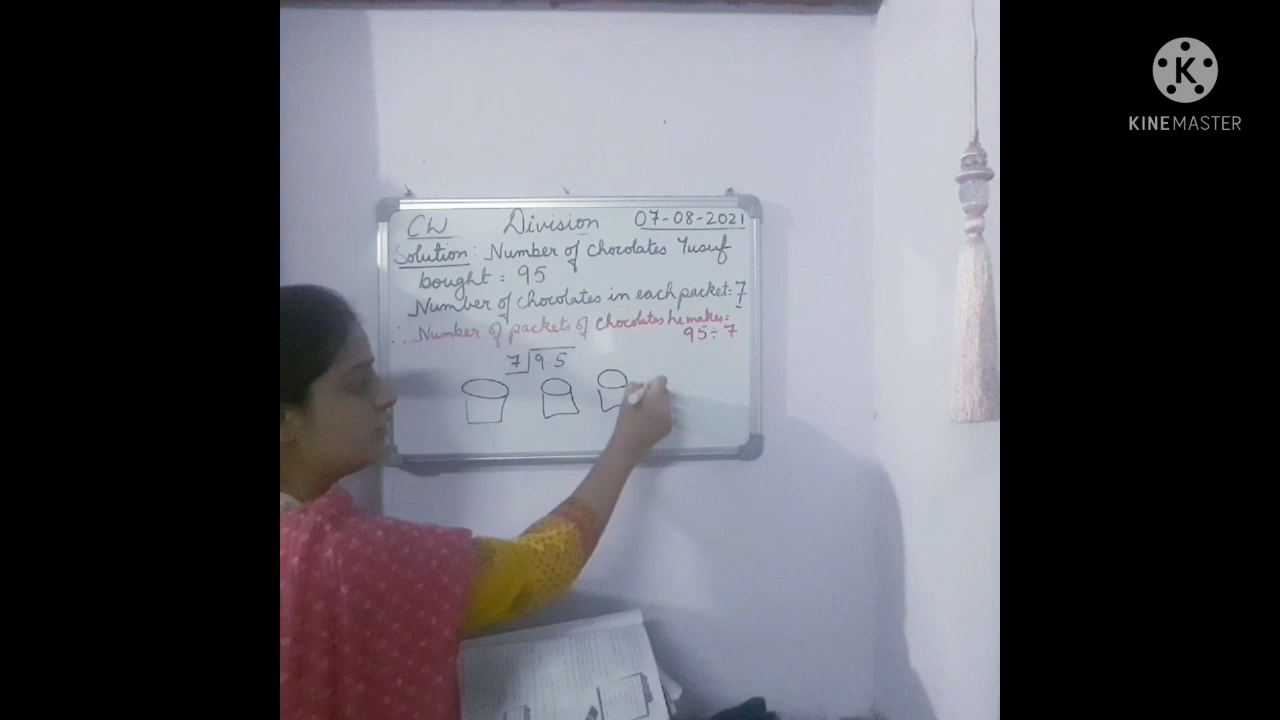 KINEMASTER
CW Division 07-08-2021
Solution: Number of chocolates Yusuf
bought = 95
Number of chocolates in each packet = 7
∴ Number of packets of chocolates he makes =
95÷7
7 95